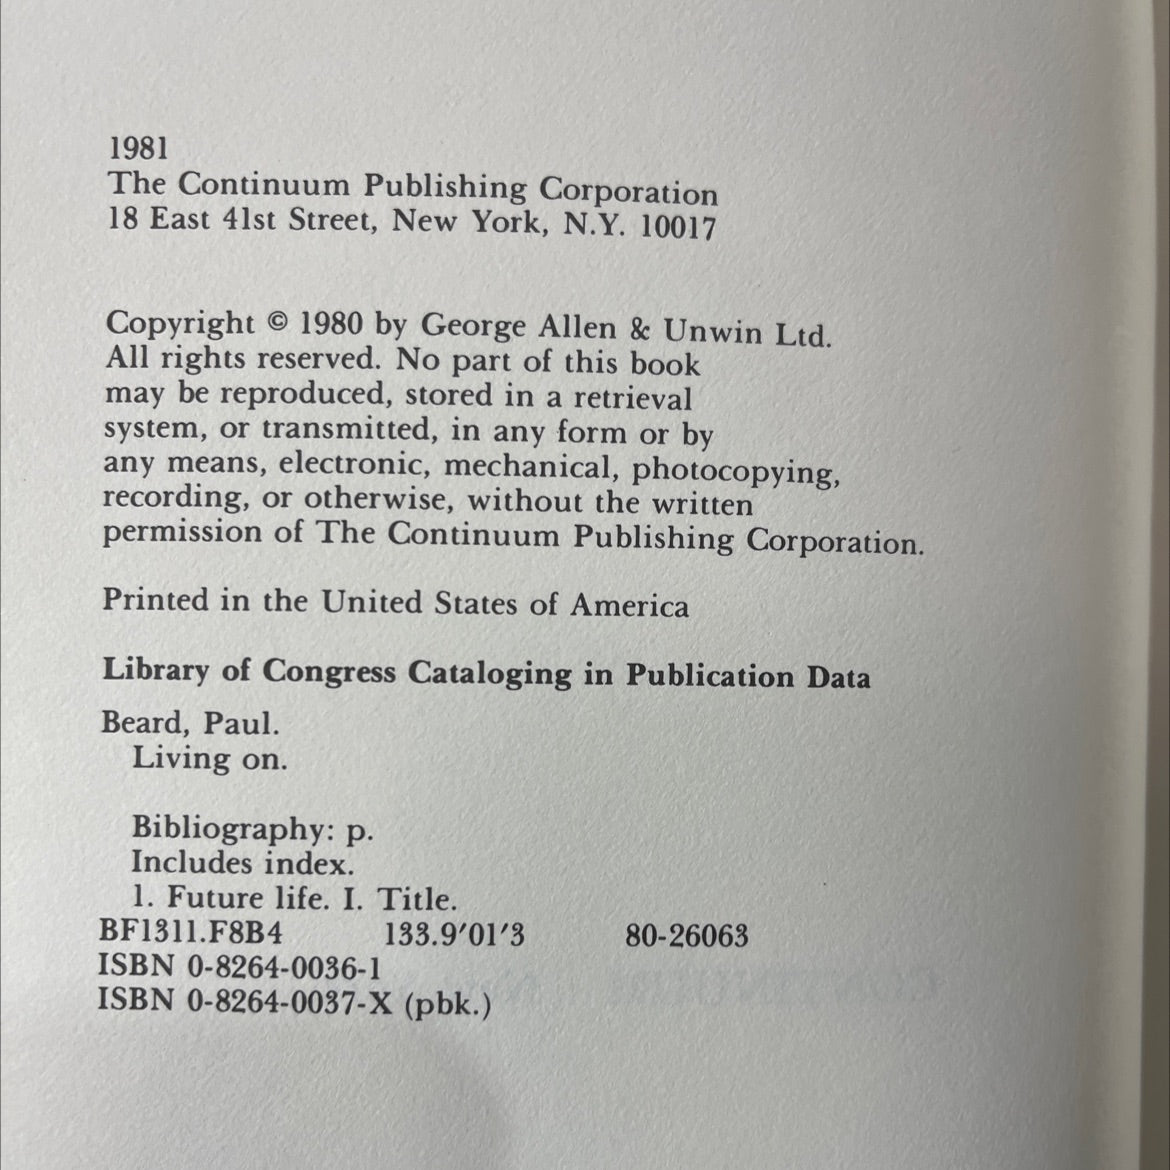 1981
The Continuum Publishing Corporation
18 East 41st Street, New York, N.Y. 10017
Copyright © 1980 by George Allen & Unwin Ltd.
All rights reserved. No part of this book
may be reproduced, stored in a retrieval
system, or transmitted, in any form or by
any means, electronic, mechanical, photocopying,
recording, or otherwise, without the written
permission of The Continuum Publishing Corporation.
Printed in the United States of America
Library of Congress Cataloging in Publication Data
Beard, Paul.
Living on.
Bibliography: p.
Includes index.
1. Future life. I. Title.
BF1311.F8B4 133.9′01′3 80-26063
ISBN 0-8264-0036-1
ISBN 0-8264-0037-X (pbk.)